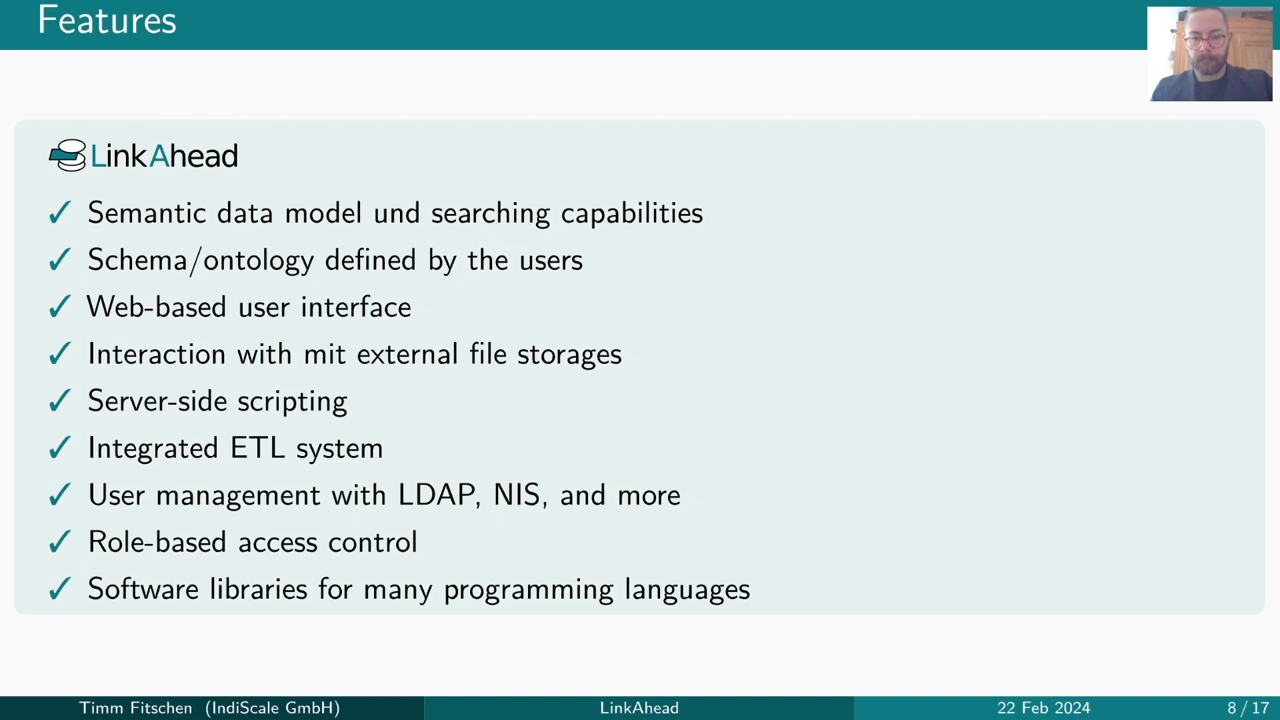 Features
LinkAhead
✓ Semantic data model und searching capabilities
✓ Schema/ontology defined by the users
✓ Web-based user interface
✓ Interaction with mit external file storages
✓ Server-side scripting
✓ Integrated ETL system
✓ User management with LDAP, NIS, and more
✓ Role-based access control
✓ Software libraries for many programming languages
Timm Fitschen (IndiScale GmbH) LinkAhead 22 Feb 2024 8 / 17